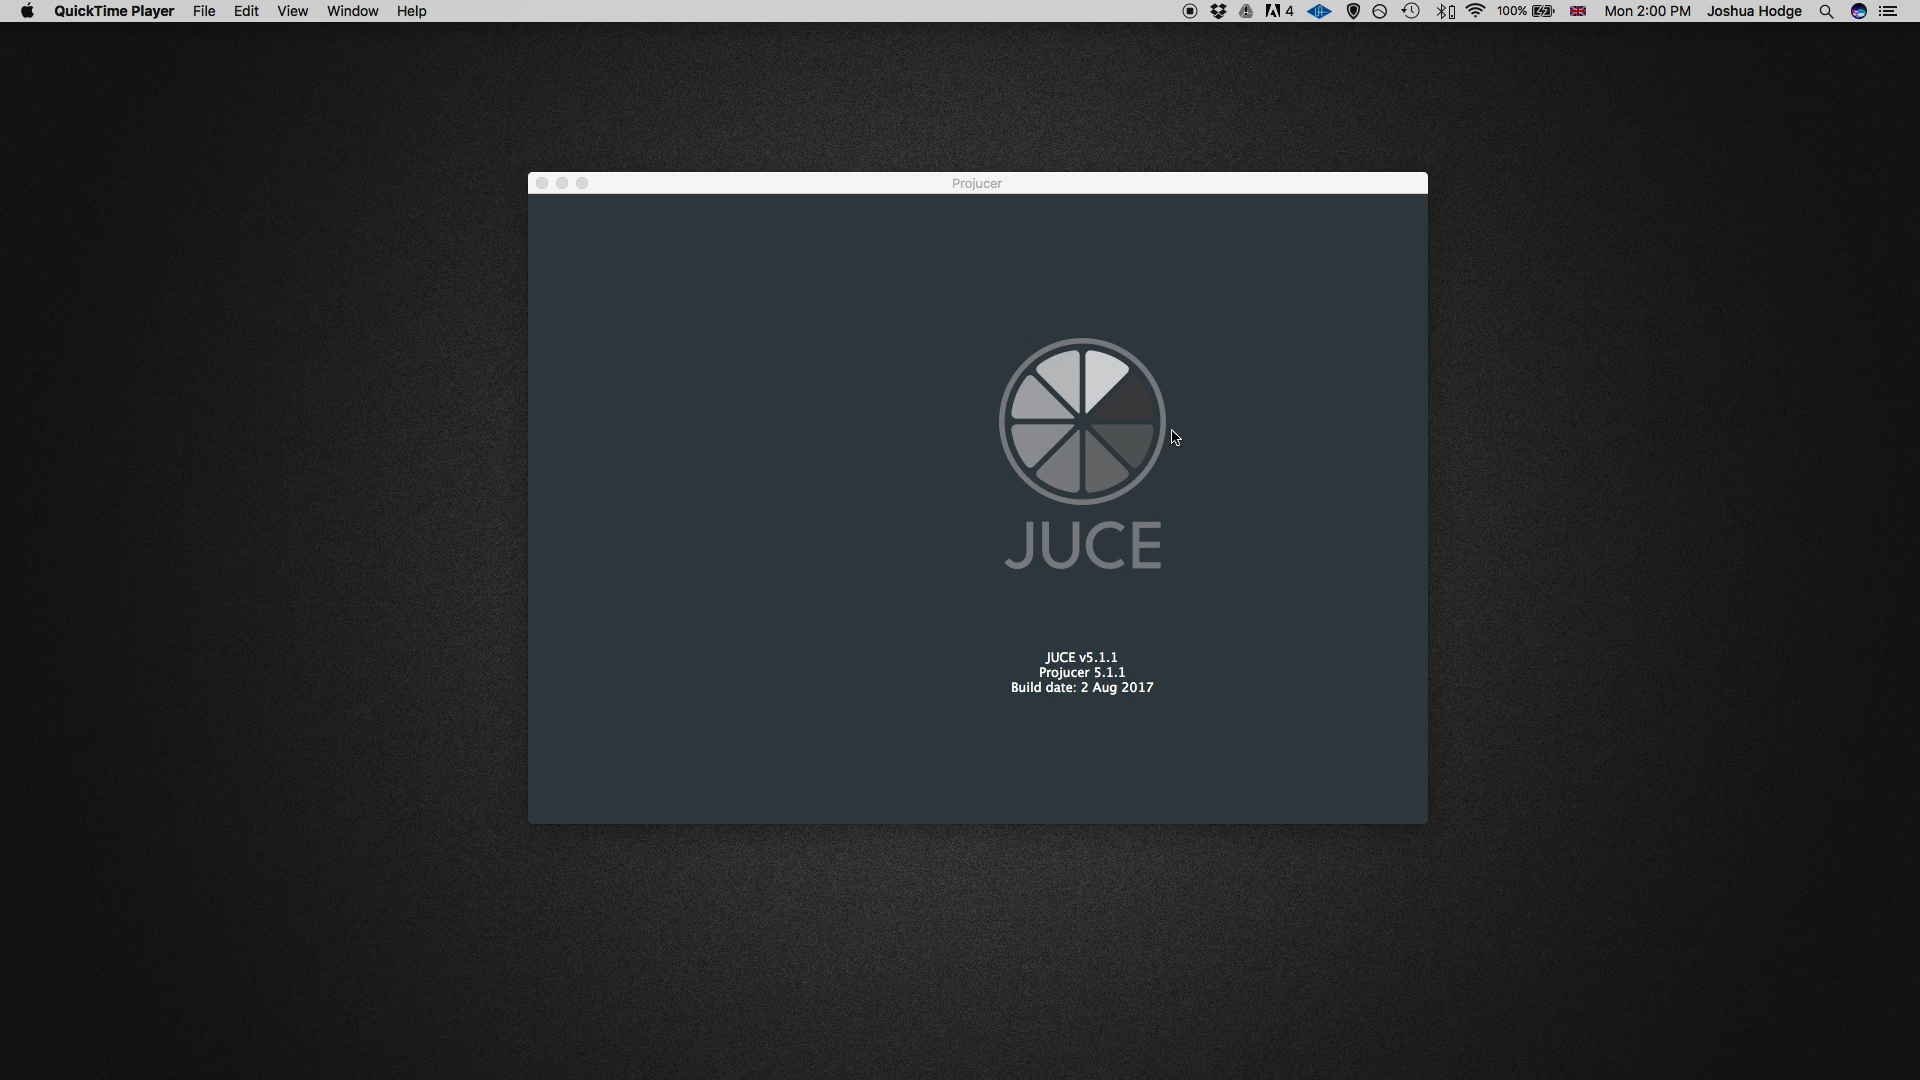 QuickTime Player File Edit View Window Help 4 100% Mon 2:00 PM Joshua Hodge
Projucer
JUCE
JUCE v5.1.1
Projucer 5.1.1
Build date: 2 Aug 2017